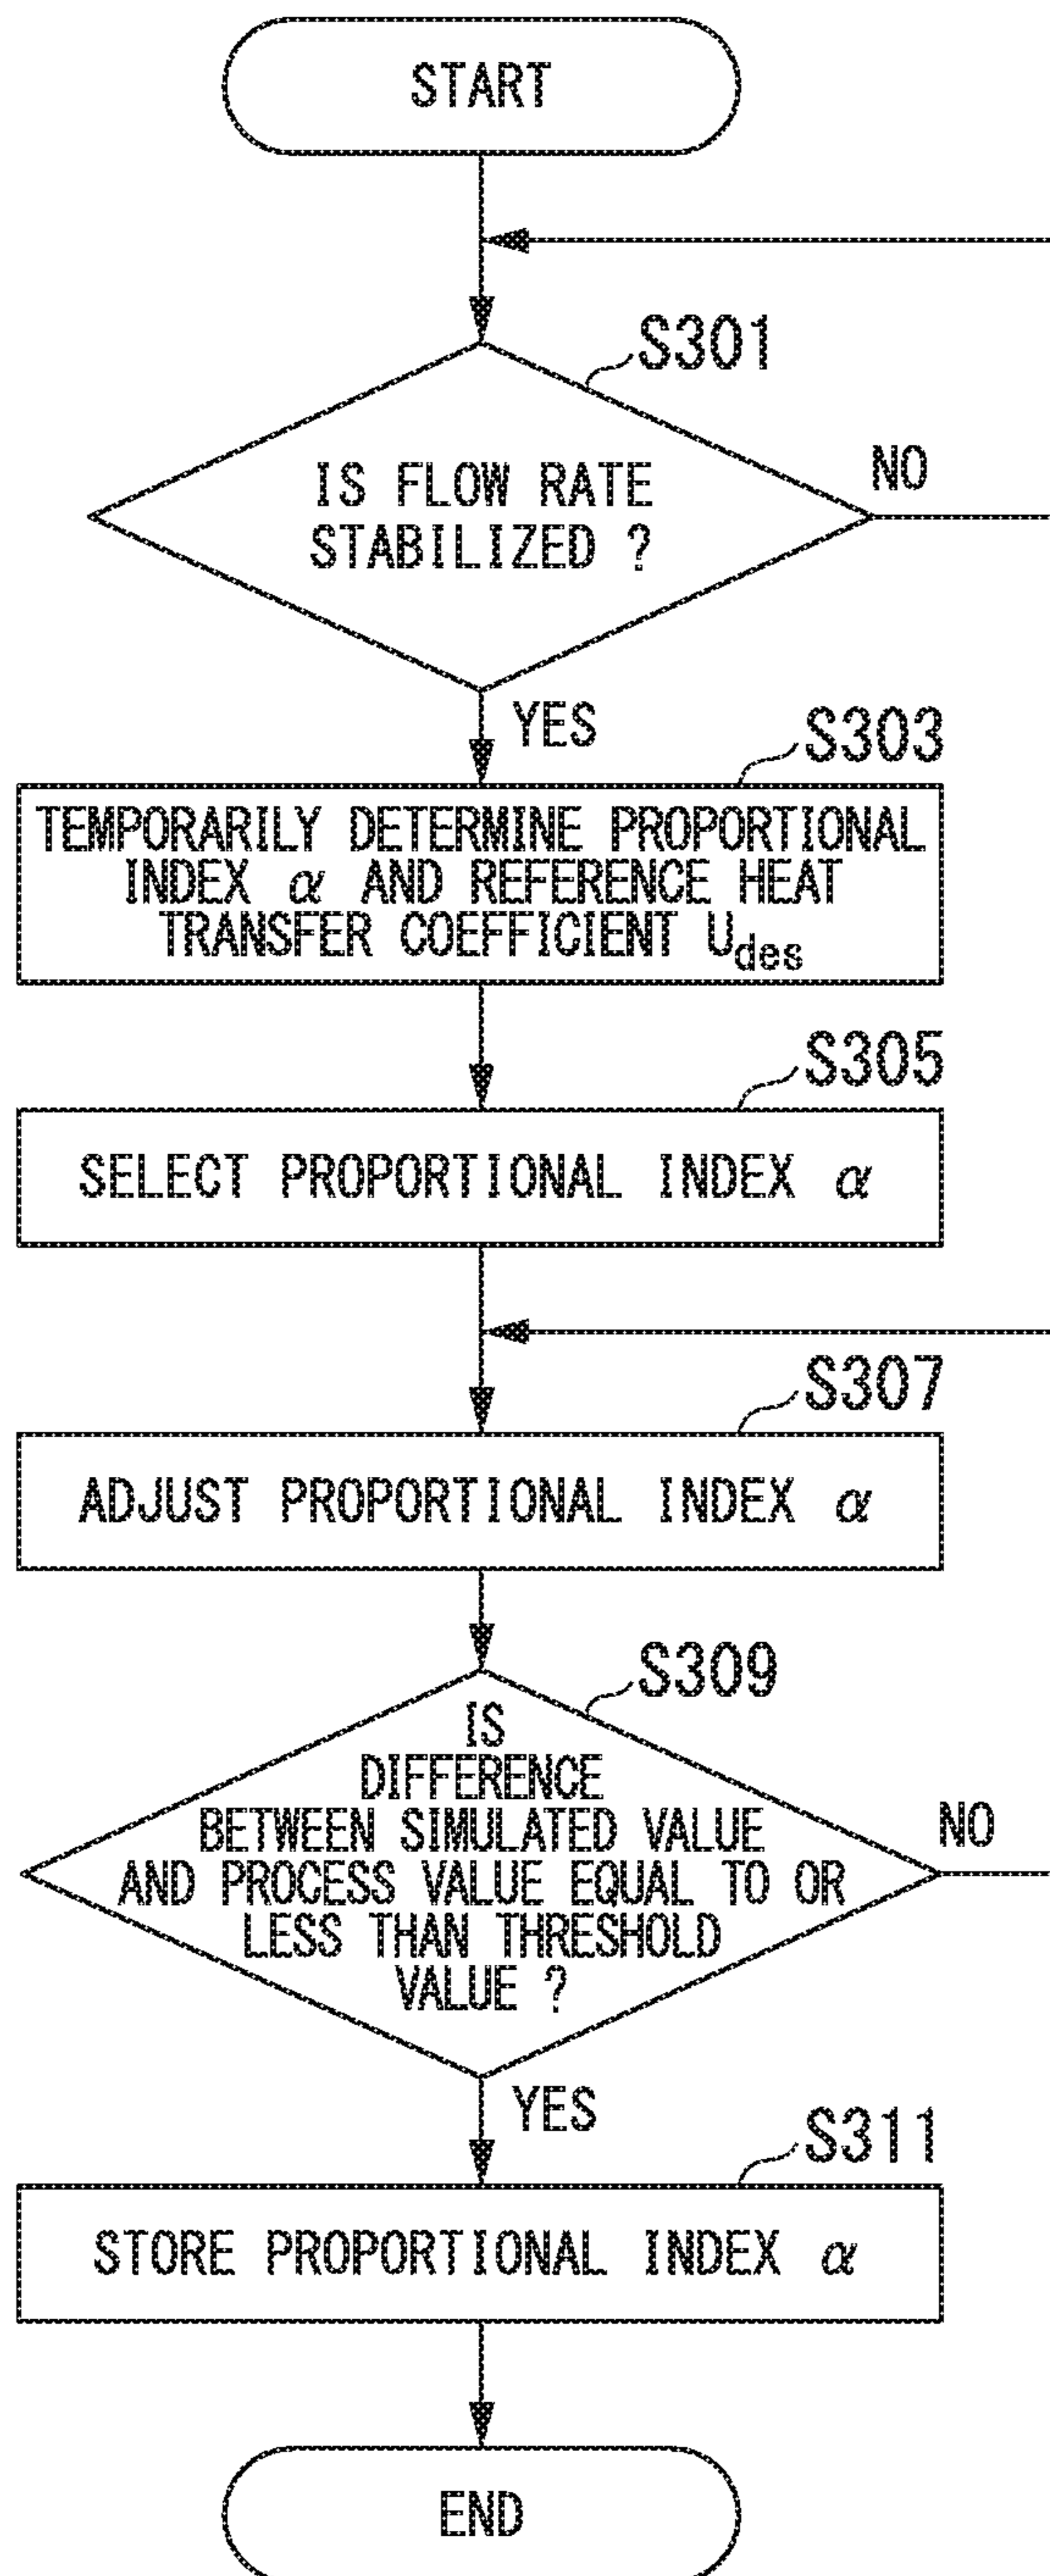 START
S301
IS FLOW RATE
STABILIZED ?
NO
YES
S303
TEMPORARILY DETERMINE PROPORTIONAL
INDEX α AND REFERENCE HEAT
TRANSFER COEFFICIENT Udes
S305
SELECT PROPORTIONAL INDEX α
S307
ADJUST PROPORTIONAL INDEX α
S309
IS
DIFFERENCE
BETWEEN SIMULATED VALUE
AND PROCESS VALUE EQUAL TO OR
LESS THAN THRESHOLD
VALUE ?
NO
YES
S311
STORE PROPORTIONAL INDEX α
END